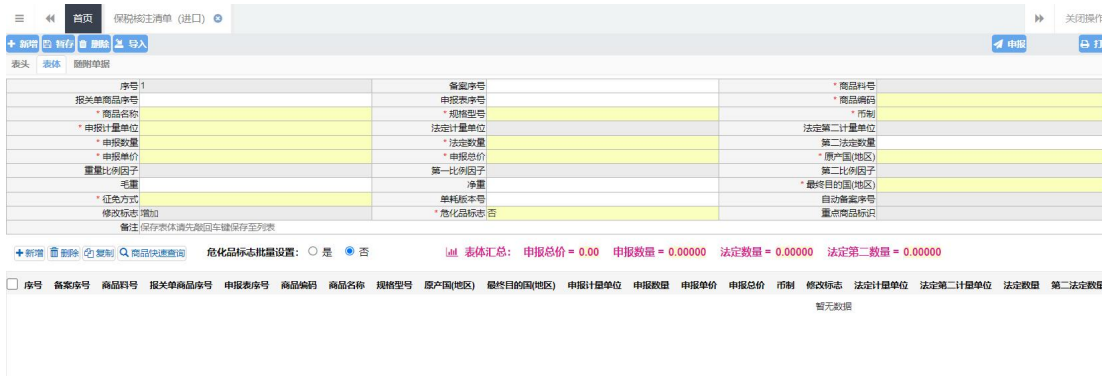 首页 保税核注清单 (进口) 关闭操作
新增 暂存 删除 导入 申报
表头 表体 随附单据
序号 1 备案序号 *商品料号
报关单商品序号 申报表序号 *商品编码
*商品名称 *规格型号 *币制
*申报计量单位 法定计量单位 法定第二计量单位
*申报数量 *法定数量 第二法定数量
*申报单价 *申报总价 *原产国(地区)
重量比例因子 第一比例因子 第二比例因子
毛重 净重 *最终目的国(地区)
*征免方式 单耗版本号 自动备案序号
修改标志 增加 *危化品标志 否 重点商品标识
备注 保存表体请先敲回车键保存至列表
新增 删除 复制 商品快速查询 危化品标志批量设置: 是 否 表体汇总: 申报总价 = 0.00 申报数量 = 0.00000 法定数量 = 0.00000 法定第二数量 = 0.00000
序号 备案序号 商品料号 报关单商品序号 申报表序号 商品编码 商品名称 规格型号 原产国(地区) 最终目的国(地区) 申报计量单位 申报数量 申报单价 申报总价 币制 修改标志 法定计量单位 法定第二计量单位 法定数量 第二法定数量
暂无数据